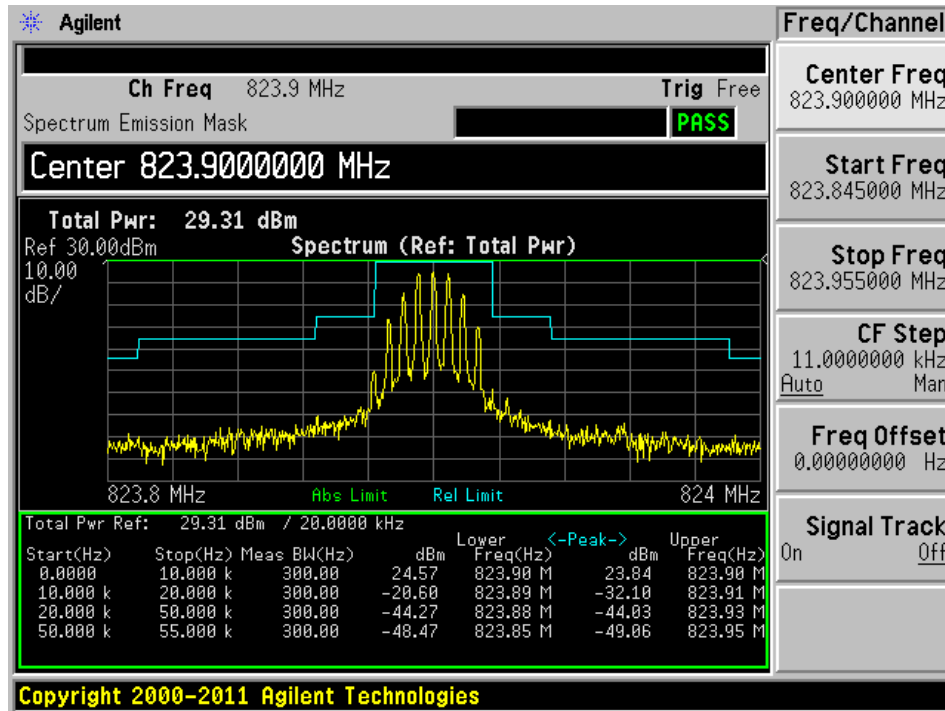 Agilent
Ch Freq 823.9 MHz Trig Free
Spectrum Emission Mask PASS
Center 823.9000000 MHz
Total Pwr: 29.31 dBm
Ref 30.00dBm Spectrum (Ref: Total Pwr)
10.00
dB/
823.8 MHz Abs Limit Rel Limit 824 MHz
Total Pwr Ref: 29.31 dBm / 20.0000 kHz
Lower <-Peak-> Upper
Start(Hz) Stop(Hz) Meas BW(Hz) dBm Freq(Hz) dBm Freq(Hz)
0.0000 10.000 k 300.00 24.57 823.90 M 23.84 823.90 M
10.000 k 20.000 k 300.00 -20.60 823.89 M -32.10 823.91 M
20.000 k 50.000 k 300.00 -44.27 823.88 M -44.03 823.93 M
50.000 k 55.000 k 300.00 -48.47 823.85 M -49.06 823.95 M
Copyright 2000-2011 Agilent Technologies
Freq/Channel
Center Freq
823.900000 MHz
Start Freq
823.845000 MHz
Stop Freq
823.955000 MHz
CF Step
11.0000000 kHz
Auto Man
Freq Offset
0.00000000 Hz
Signal Track
On Off